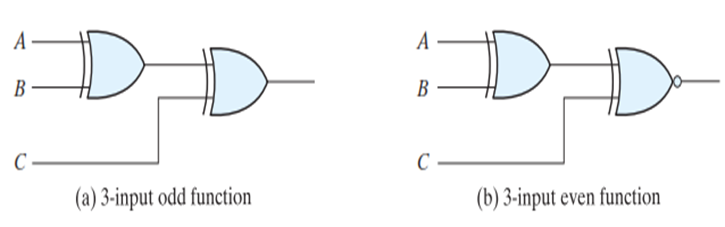 A
B
C
(a) 3-input odd function
A
B
C
(b) 3-input even function